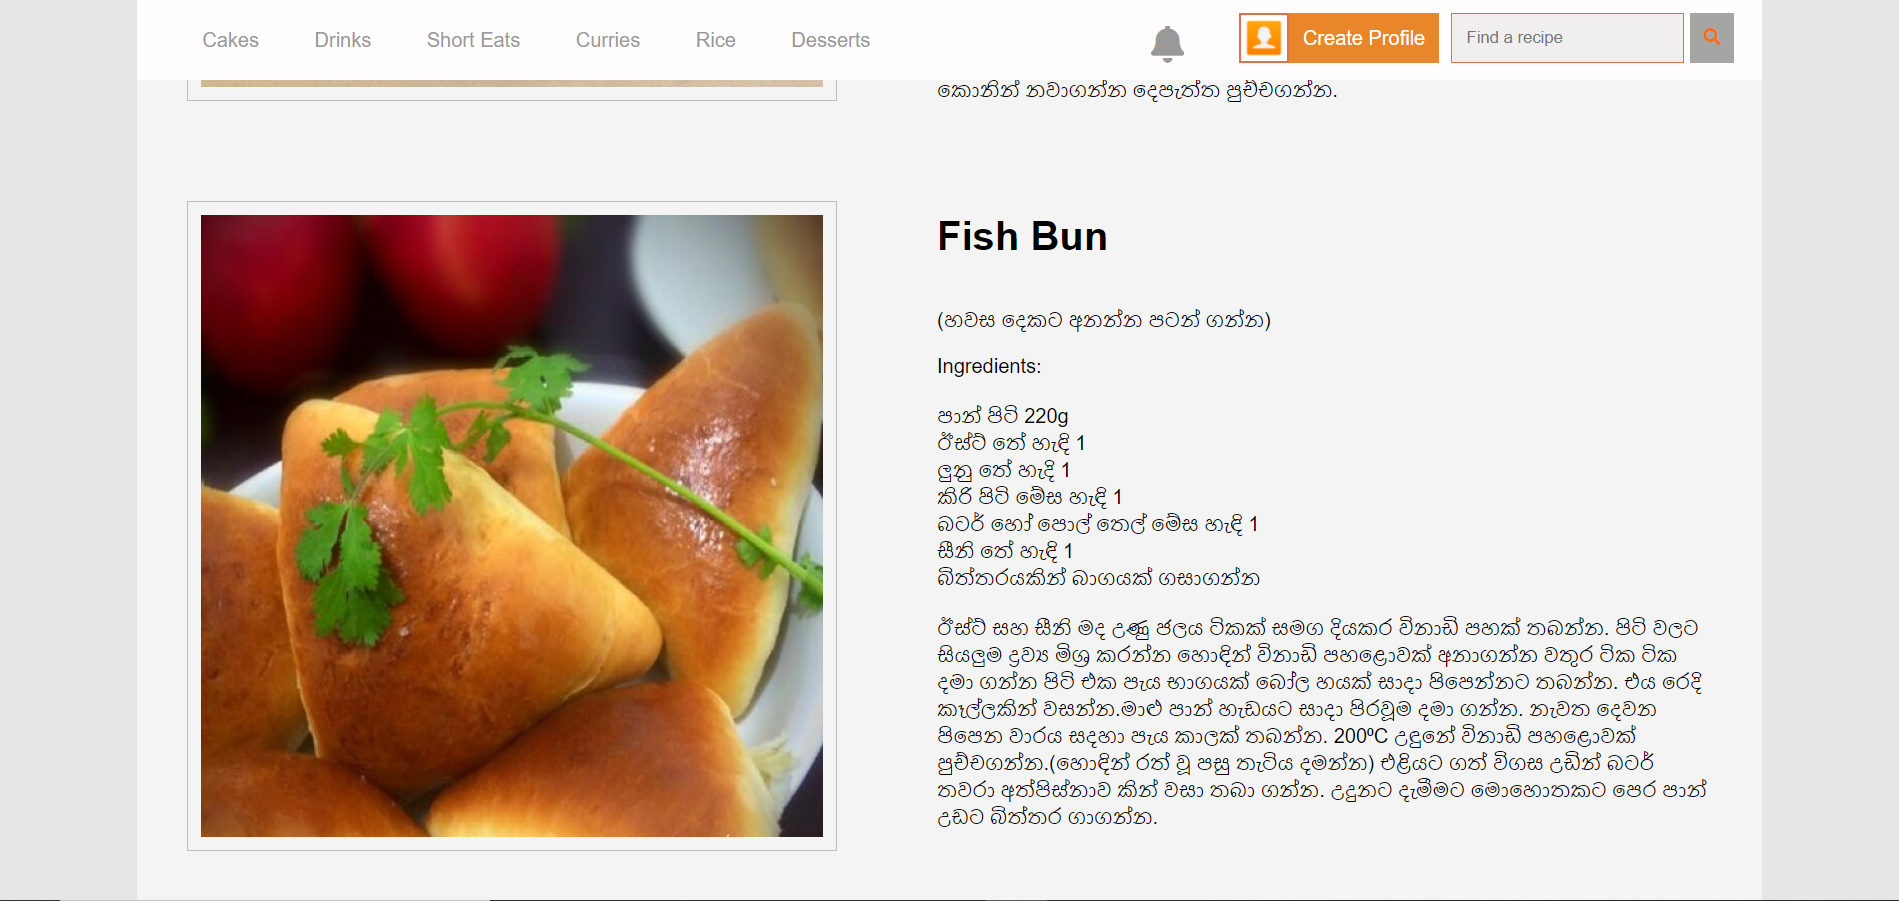 Cakes
Drinks
Short Eats
Curries
Rice
Desserts
Create Profile
Find a recipe
කොනින් නවාගන්න දෙපැත්ත පුච්චගන්න.
Fish Bun
(හවස දෙකට අනන්න පටන් ගන්න)
Ingredients:
පාන් පිටි 220g
ඊස්ට් තේ හැඳි 1
ලුනු තේ හැදි 1
කිරි පිටි මේස හැඳි 1
බටර් හෝ පොල් තෙල් මේස හැඳි 1
සීනි තේ හැඳි 1
බිත්තරයකින් බාගයක් ගසාගන්න
ඊස්ට් සහ සීනි මද උණු ජලය ටිකක් සමග දියකර විනාඩි පහක් තබන්න. පිටි වලට
සියලුම ද්‍රව්‍ය මිශ්‍ර කරන්න හොඳින් විනාඩි පහළොවක් අනාගන්න වතුර ටික ටික
දමා ගන්න පිටි එක පැය භාගයක් බෝල හයක් සාදා පිපෙන්නට තබන්න. එය රෙදි
කෑල්ලකින් වසන්න.මාළු පාන් හැඩයට සාදා පිරවූම දමා ගන්න. නැවත දෙවන
පිපෙන වාරය සදහා පැය කාලක් තබන්න. 200ºC උඳුනේ විනාඩි පහළොවක්
පුච්චගන්න.(හොඳින් රත් වූ පසු තැටිය දමන්න) එළියට ගත් විගස උඩින් බටර්
තවරා අත්පිස්නාව කින් වසා තබා ගන්න. උදුනට දැමීමට මොහොතකට පෙර පාන්
උඩට බිත්තර ගාගන්න.